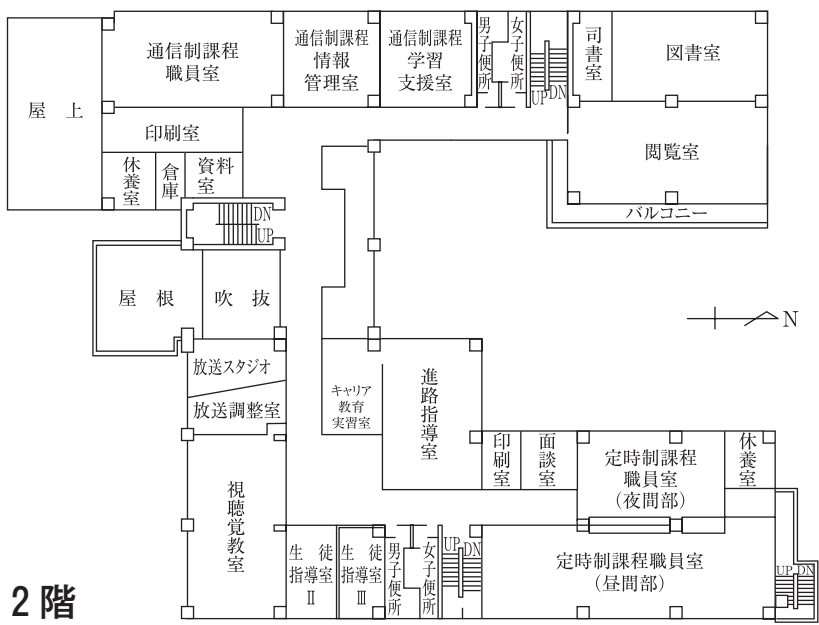 通信制課程
職員室
通信制課程
情報
管理室
通信制課程
学習
支援室
男子便所
女子便所
UP
DN
司書室
図書室
屋 上
印刷室
閲覧室
休養室
倉庫
資料
室
DN
UP
バルコニー
屋 根
吹 抜
N
放送スタジオ
放送調整室
キャリア
教育
実習室
進路指導室
印刷室
面談室
定時制課程
職員室
(夜間部)
休養室
視聴覚教室
生 徒
指導室
Ⅱ
生 徒
指導室
Ⅲ
男子便所
女子便所
UP
DN
定時制課程職員室
(昼間部)
UP
DN
2階